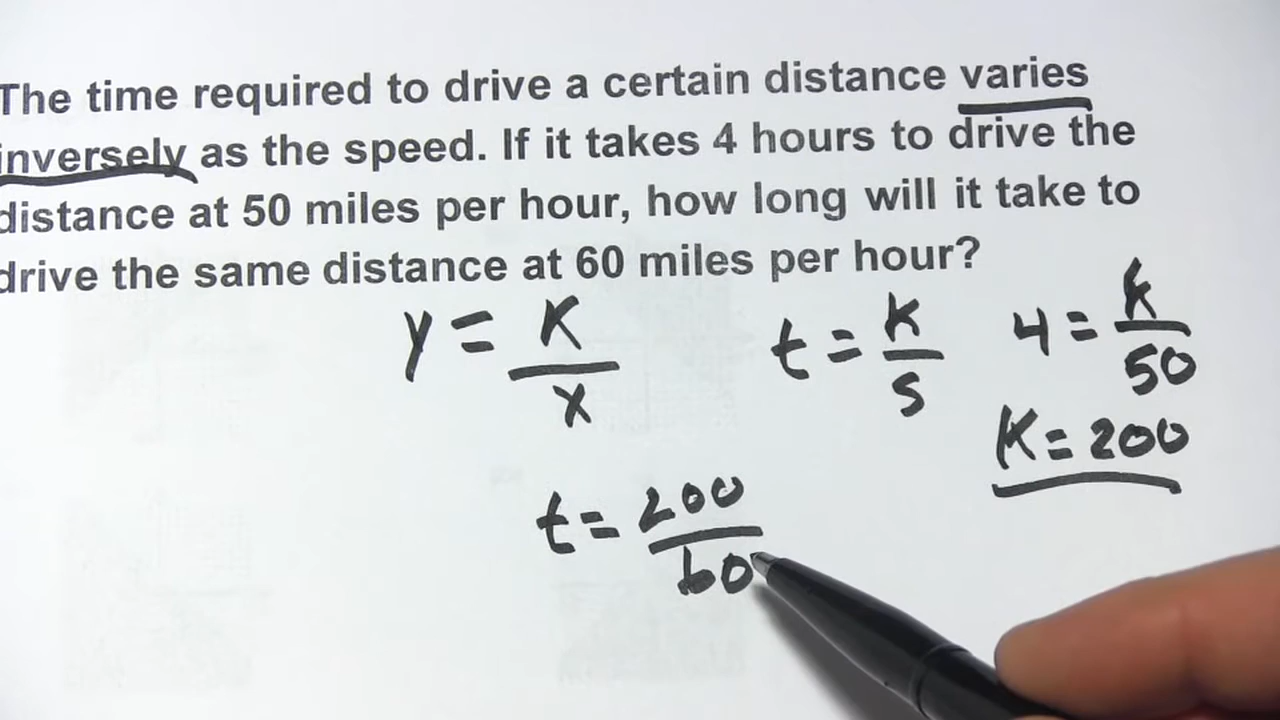 The time required to drive a certain distance varies
inversely as the speed. If it takes 4 hours to drive the
distance at 50 miles per hour, how long will it take to
drive the same distance at 60 miles per hour?
y = K/x t = k/s 4 = k/50
K = 200
t = 200/60